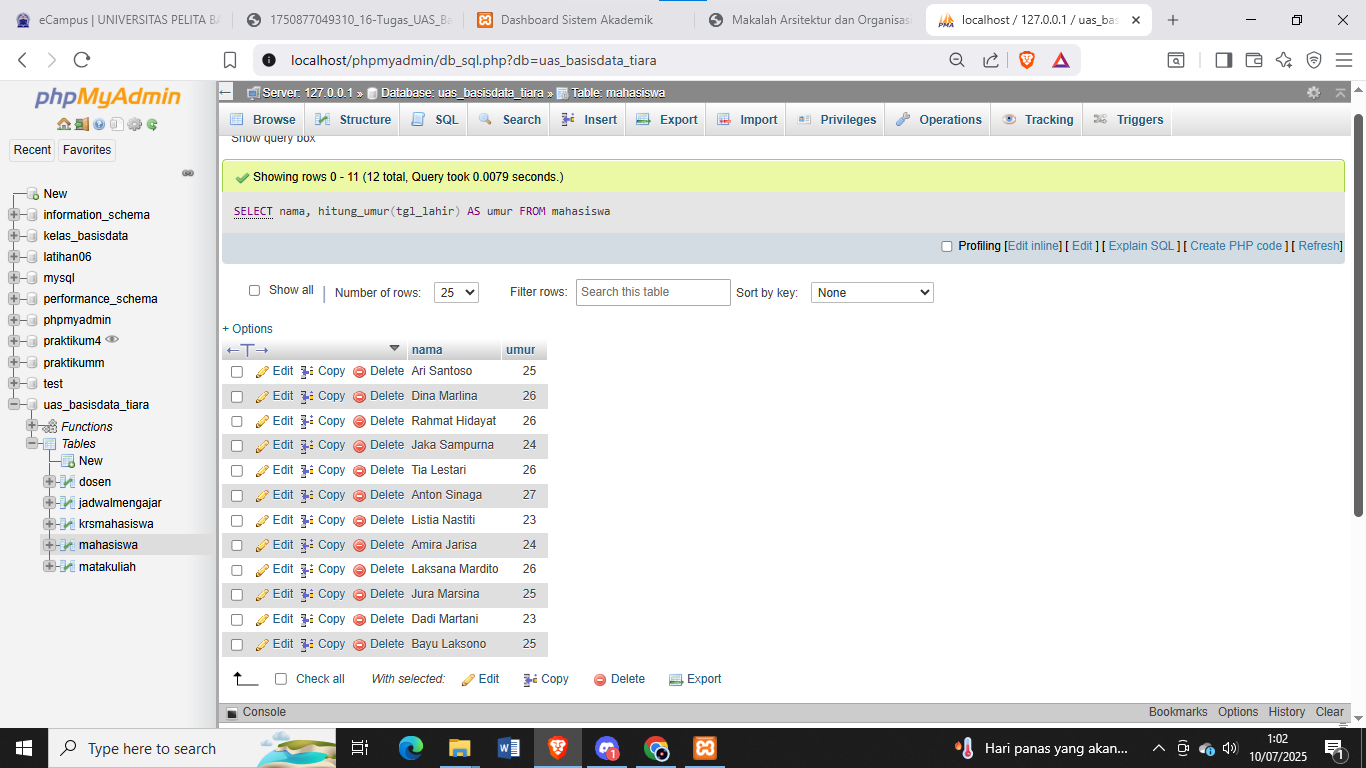 eCampus | UNIVERSITAS PELITA BA
1750877049310_16-Tugas_UAS_Ba
Dashboard Sistem Akademik
Makalah Arsitektur dan Organisas
localhost / 127.0.0.1 / uas_bas
localhost/phpmyadmin/db_sql.php?db=uas_basisdata_tiara
phpMyAdmin
Recent Favorites
New
information_schema
kelas_basisdata
latihan06
mysql
performance_schema
phpmyadmin
praktikum4
praktikumm
test
uas_basisdata_tiara
Functions
Tables
New
dosen
jadwalmengajar
krsmahasiswa
mahasiswa
matakuliah
Server: 127.0.0.1 » Database: uas_basisdata_tiara » Table: mahasiswa
Browse Structure SQL Search Insert Export Import Privileges Operations Tracking Triggers
Show query box
Showing rows 0 - 11 (12 total, Query took 0.0079 seconds.)
SELECT nama, hitung_umur(tgl_lahir) AS umur FROM mahasiswa
Profiling [Edit inline] [ Edit ] [ Explain SQL ] [ Create PHP code ] [ Refresh]
Show all | Number of rows: 25 Filter rows: Search this table Sort by key: None
+ Options
←T→ nama umur
Edit Copy Delete Ari Santoso 25
Edit Copy Delete Dina Marlina 26
Edit Copy Delete Rahmat Hidayat 26
Edit Copy Delete Jaka Sampurna 24
Edit Copy Delete Tia Lestari 26
Edit Copy Delete Anton Sinaga 27
Edit Copy Delete Listia Nastiti 23
Edit Copy Delete Amira Jarisa 24
Edit Copy Delete Laksana Mardito 26
Edit Copy Delete Jura Marsina 25
Edit Copy Delete Dadi Martani 23
Edit Copy Delete Bayu Laksono 25
Check all With selected: Edit Copy Delete Export
Console Bookmarks Options History Clear
Type here to search
Hari panas yang akan...
1:02
10/07/2025